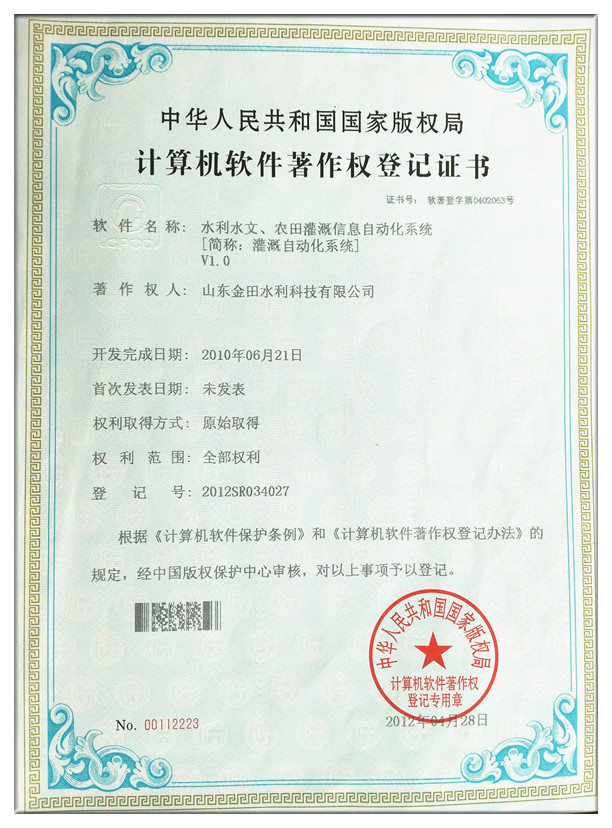 中华人民共和国国家版权局
计算机软件著作权登记证书
证书号： 软著登字第0402063号
CPCC
软件名称： 水利水文、农田灌溉信息自动化系统
[简称：灌溉自动化系统]
V1.0
著作权人： 山东金田水利科技有限公司
开发完成日期： 2010年06月21日
首次发表日期： 未发表
权利取得方式： 原始取得
权利范围： 全部权利
登记号： 2012SR034027
根据《计算机软件保护条例》和《计算机软件著作权登记办法》的
规定，经中国版权保护中心审核，对以上事项予以登记。
中华人民共和国国家版权局
计算机软件著作权
登记专用章
No. 00112223
2012年04月28日